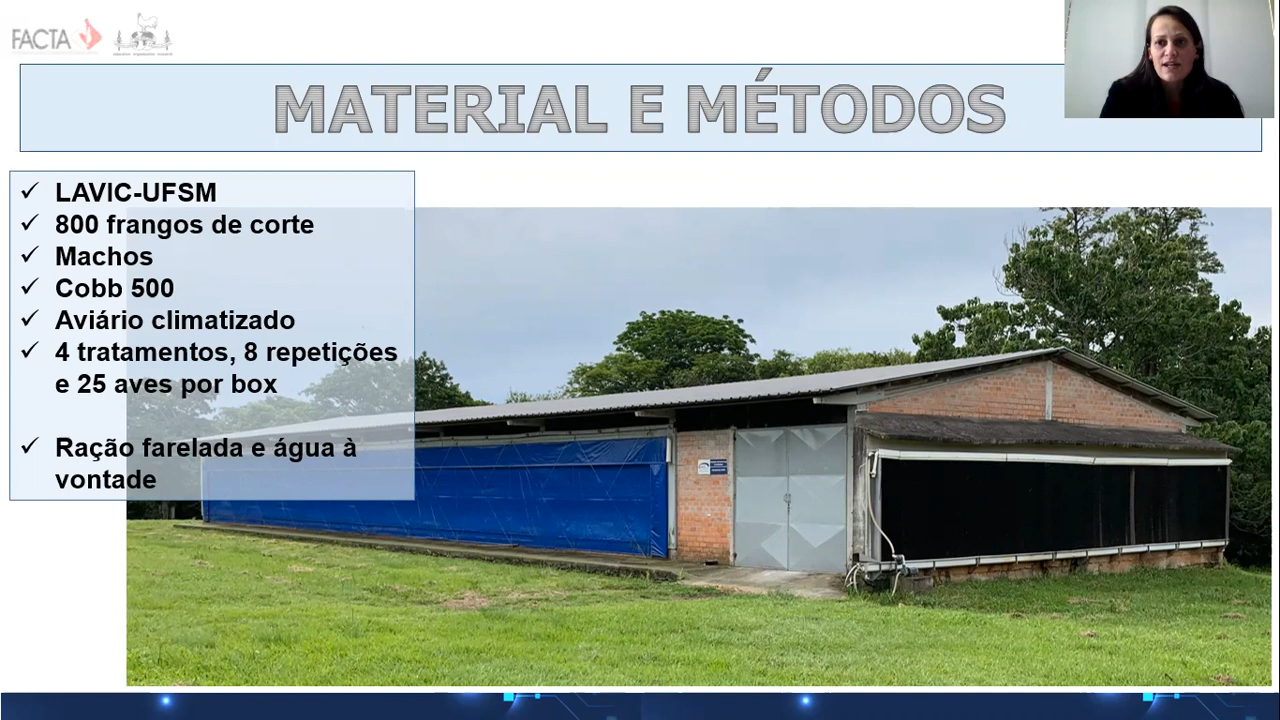 FACTA
MATERIAL E MÉTODOS
LAVIC-UFSM
800 frangos de corte
Machos
Cobb 500
Aviário climatizado
4 tratamentos, 8 repetições
e 25 aves por box
Ração farelada e água à
vontade